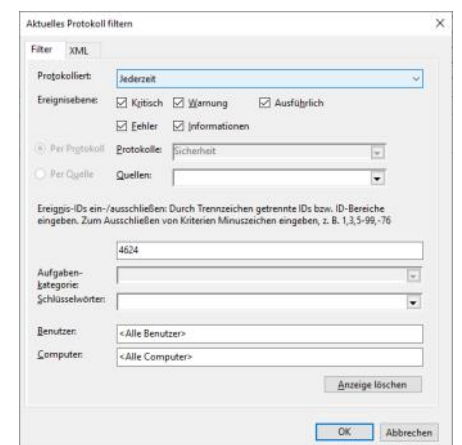 Aktuelles Protokoll filtern
Filter XML
Protokolliert: Jederzeit
Ereignisebene: Kritisch Warnung Ausführlich
Fehler Informationen
Per Protokoll Protokolle: Sicherheit
Per Quelle Quellen:
Ereignis-IDs ein-/ausschließen: Durch Trennzeichen getrennte IDs bzw. ID-Bereiche
eingeben. Zum Ausschließen von Kriterien Minuszeichen eingeben, z. B. 1,3,5-99,-76
4624
Aufgaben-
kategorie:
Schlüsselwörter:
Benutzer: <Alle Benutzer>
Computer: <Alle Computer>
Anzeige löschen
OK Abbrechen